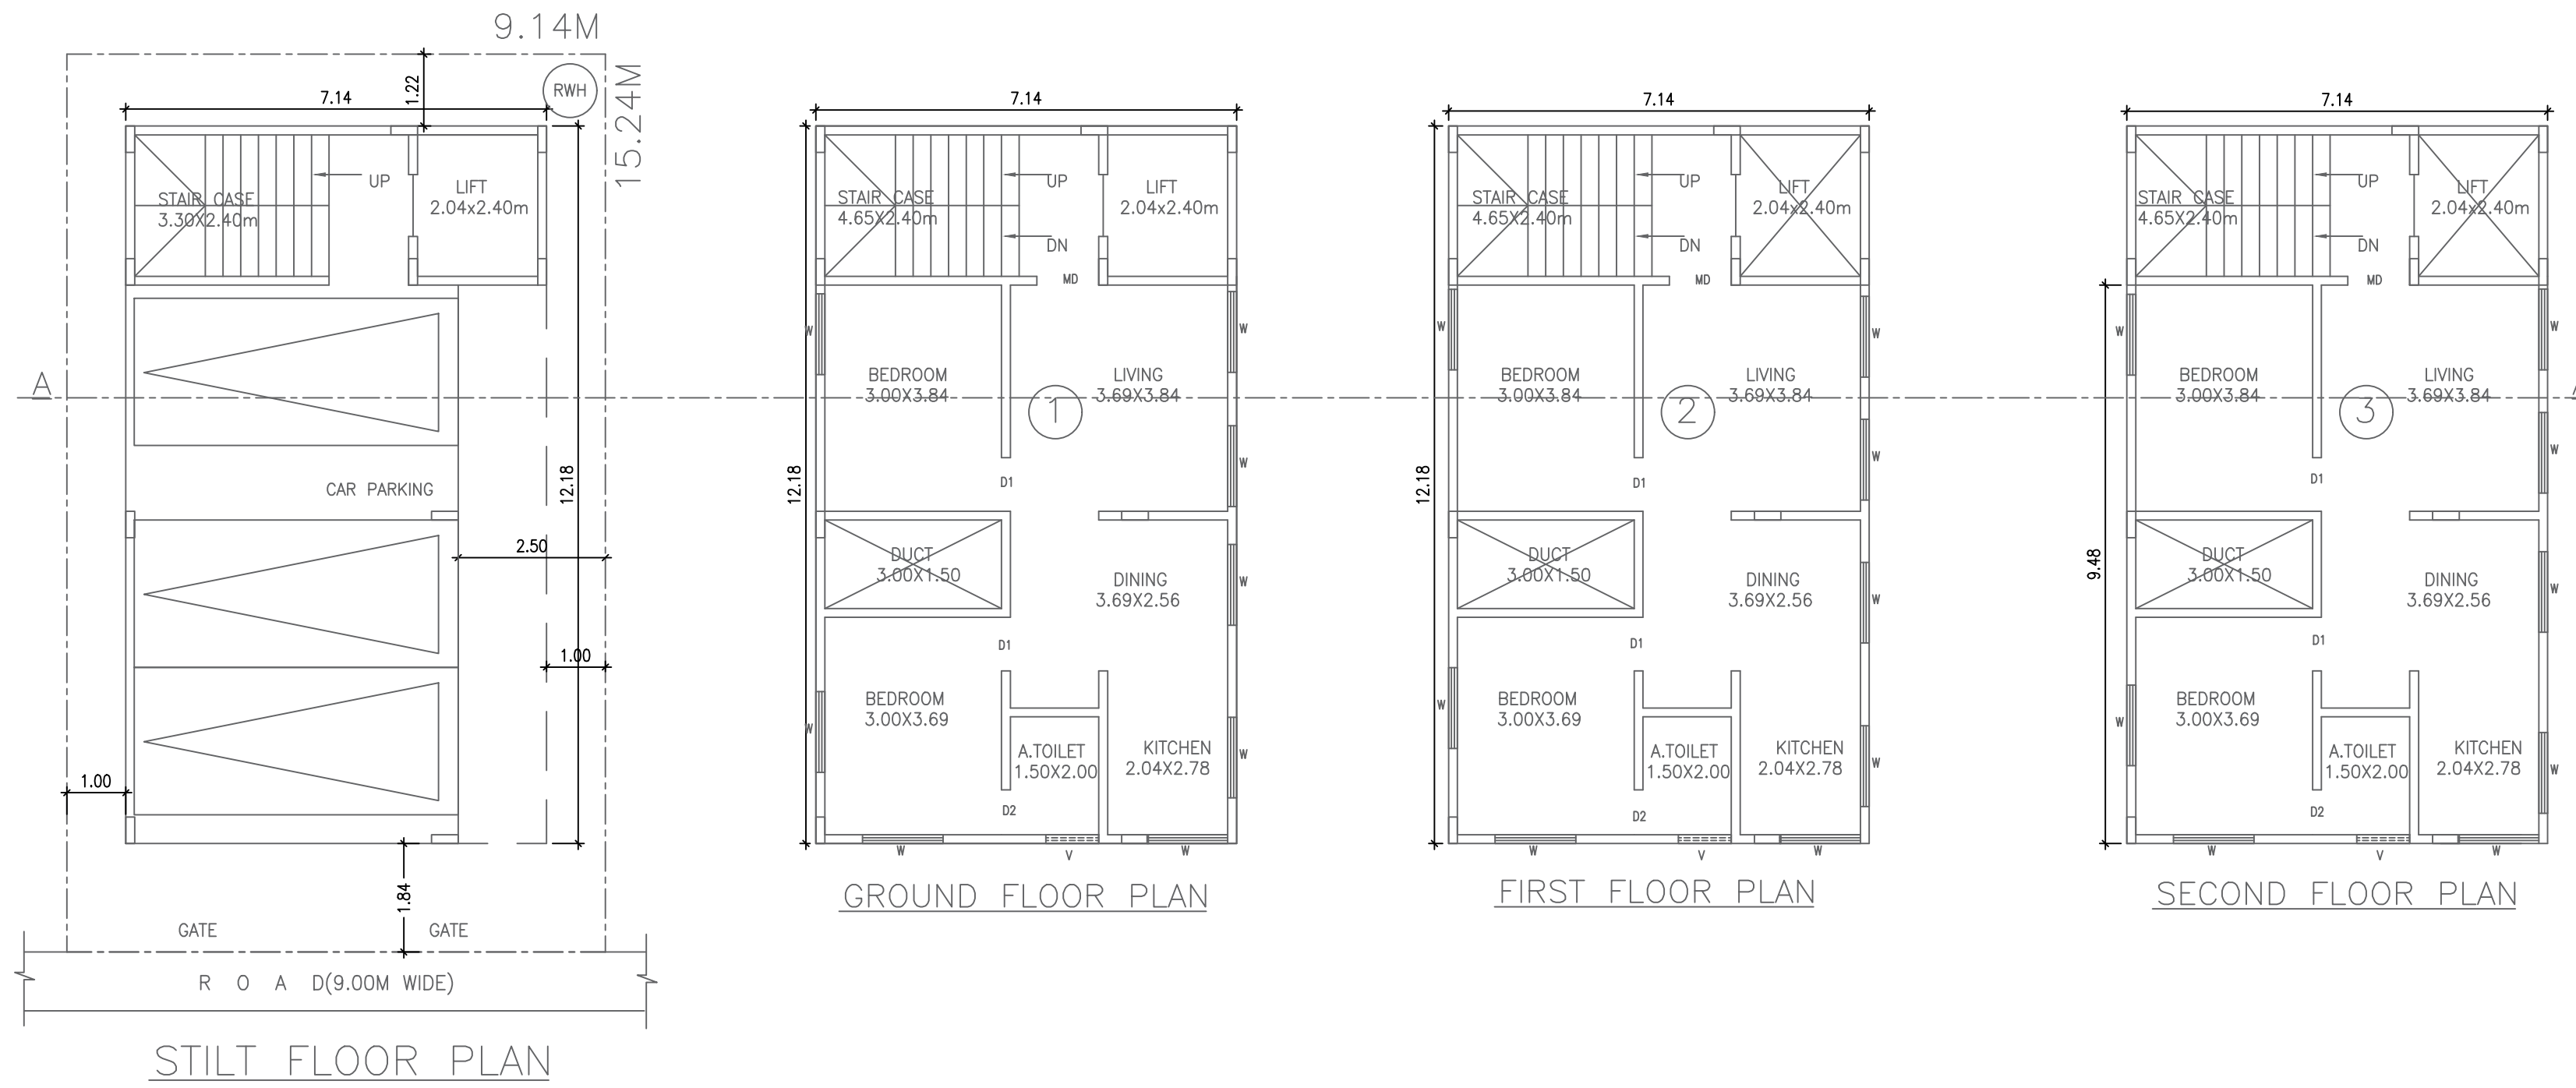 9.14M
15.24M
1.22
RWH
7.14
STAIR CASE
3.30X2.40m
UP
LIFT
2.04x2.40m
A
CAR PARKING
12.18
2.50
1.00
1.00
1.84
GATE
GATE
R O A D(9.00M WIDE)
STILT FLOOR PLAN
7.14
STAIR CASE
4.65X2.40m
UP
DN
LIFT
2.04x2.40m
MD
W
W
BEDROOM
3.00X3.84
1
LIVING
3.69X3.84
12.18
W
D1
DUCT
3.00X1.50
DINING
3.69X2.56
W
D1
BEDROOM
3.00X3.69
W
A.TOILET
1.50X2.00
KITCHEN
2.04X2.78
W
D2
W
V
W
GROUND FLOOR PLAN
7.14
STAIR CASE
4.65X2.40m
UP
DN
LIFT
2.04x2.40m
MD
W
W
BEDROOM
3.00X3.84
2
LIVING
3.69X3.84
12.18
W
D1
DUCT
3.00X1.50
DINING
3.69X2.56
W
D1
BEDROOM
3.00X3.69
W
A.TOILET
1.50X2.00
KITCHEN
2.04X2.78
W
D2
W
V
W
FIRST FLOOR PLAN
7.14
STAIR CASE
4.65X2.40m
UP
DN
LIFT
2.04x2.40m
MD
W
W
BEDROOM
3.00X3.84
3
LIVING
3.69X3.84
W
D1
9.48
DUCT
3.00X1.50
DINING
3.69X2.56
W
D1
BEDROOM
3.00X3.69
W
A.TOILET
1.50X2.00
KITCHEN
2.04X2.78
W
D2
W
V
W
SECOND FLOOR PLAN